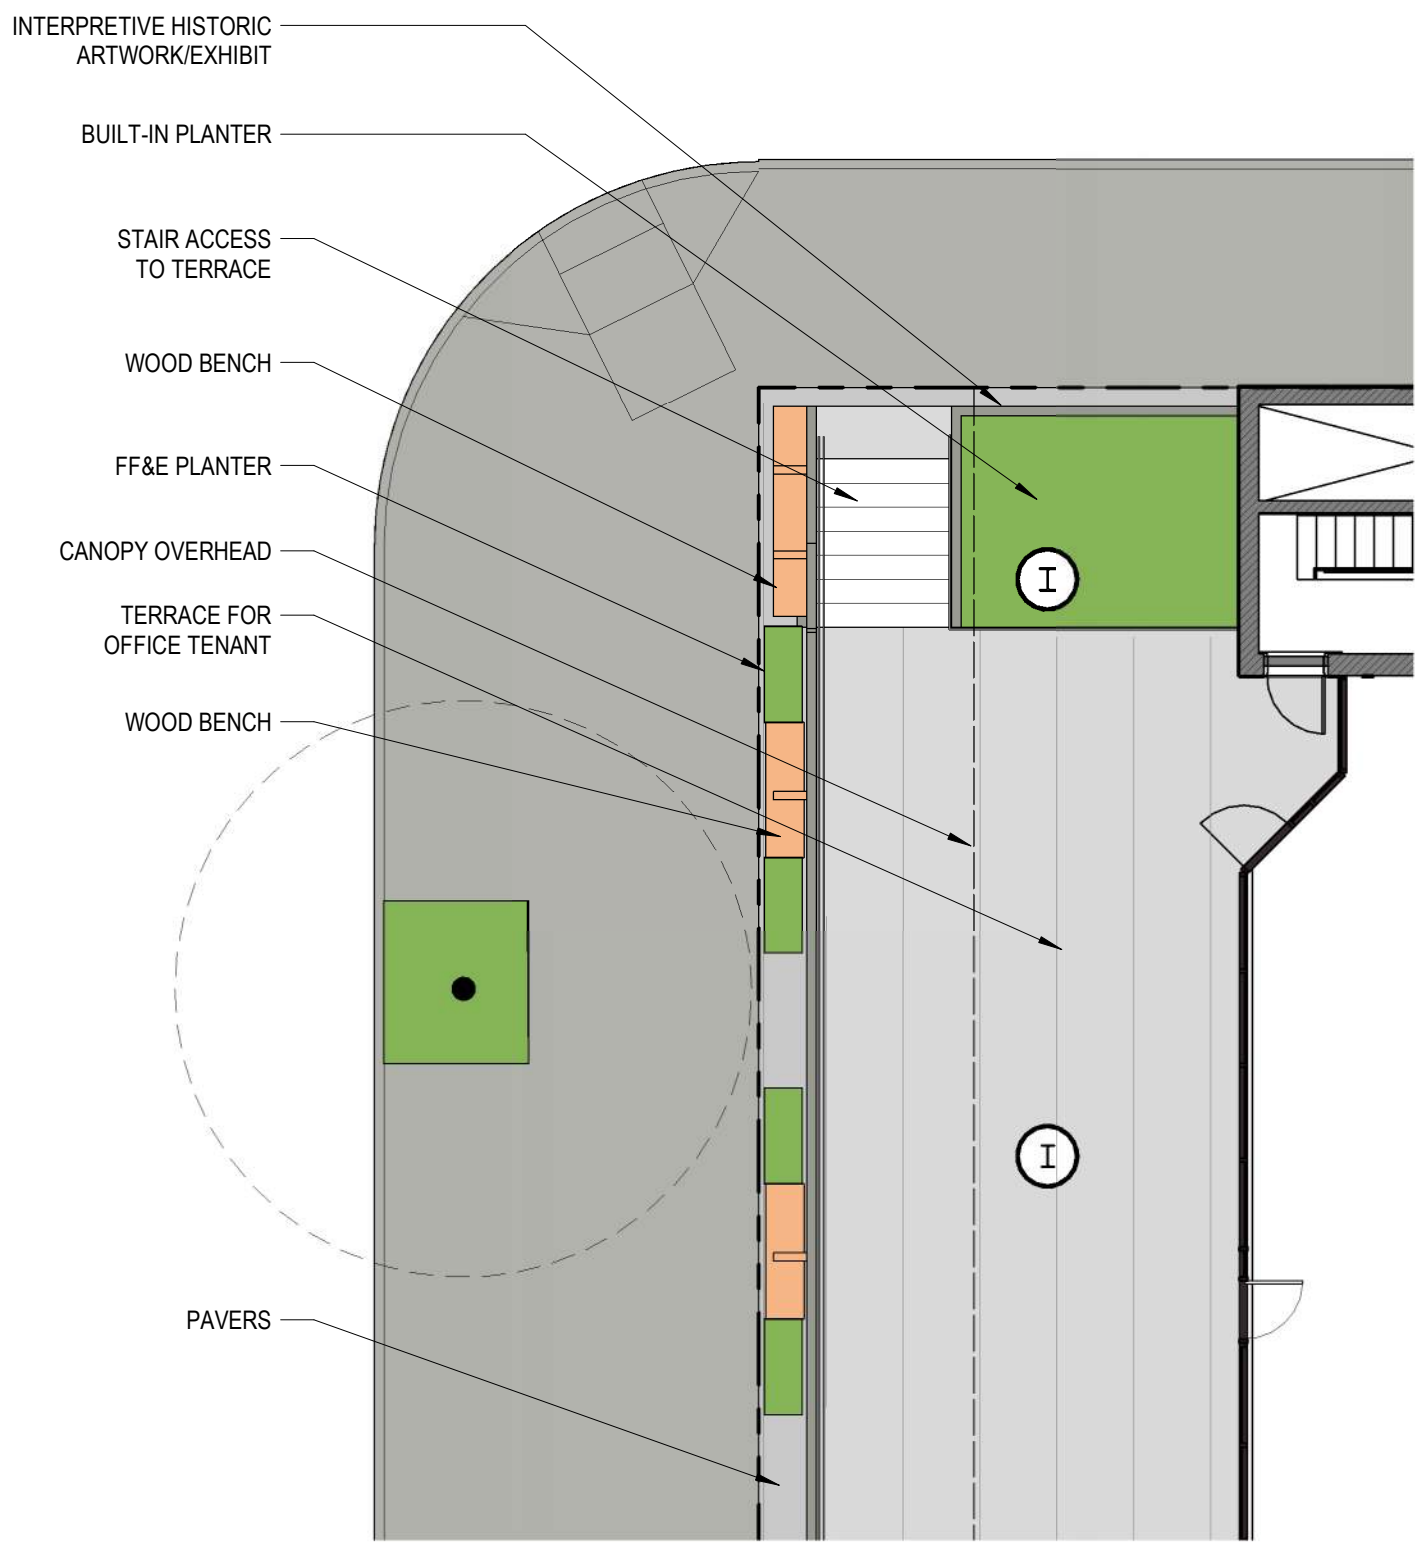 INTERPRETIVE HISTORIC
ARTWORK/EXHIBIT
BUILT-IN PLANTER
STAIR ACCESS
TO TERRACE
WOOD BENCH
FF&E PLANTER
CANOPY OVERHEAD
TERRACE FOR
OFFICE TENANT
WOOD BENCH
PAVERS
I
I